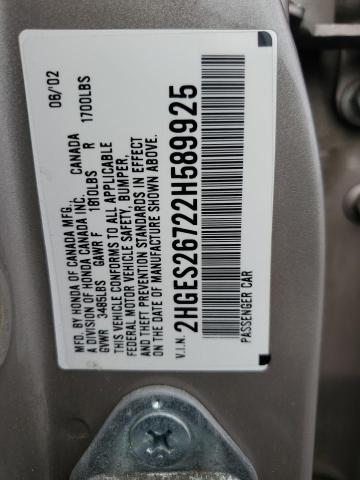 MFD. BY HONDA OF CANADA MFG. 06/'02
A DIVISION OF HONDA CANADA INC. CANADA
GVWR 3485LBS GAWR F 1810LBS R 1700LBS
THIS VEHICLE CONFORMS TO ALL APPLICABLE
FEDERAL MOTOR VEHICLE SAFETY, BUMPER,
AND THEFT PREVENTION STANDARDS IN EFFECT
ON THE DATE OF MANUFACTURE SHOWN ABOVE.
V.I.N. 2HGES26722H589925
PASSENGER CAR